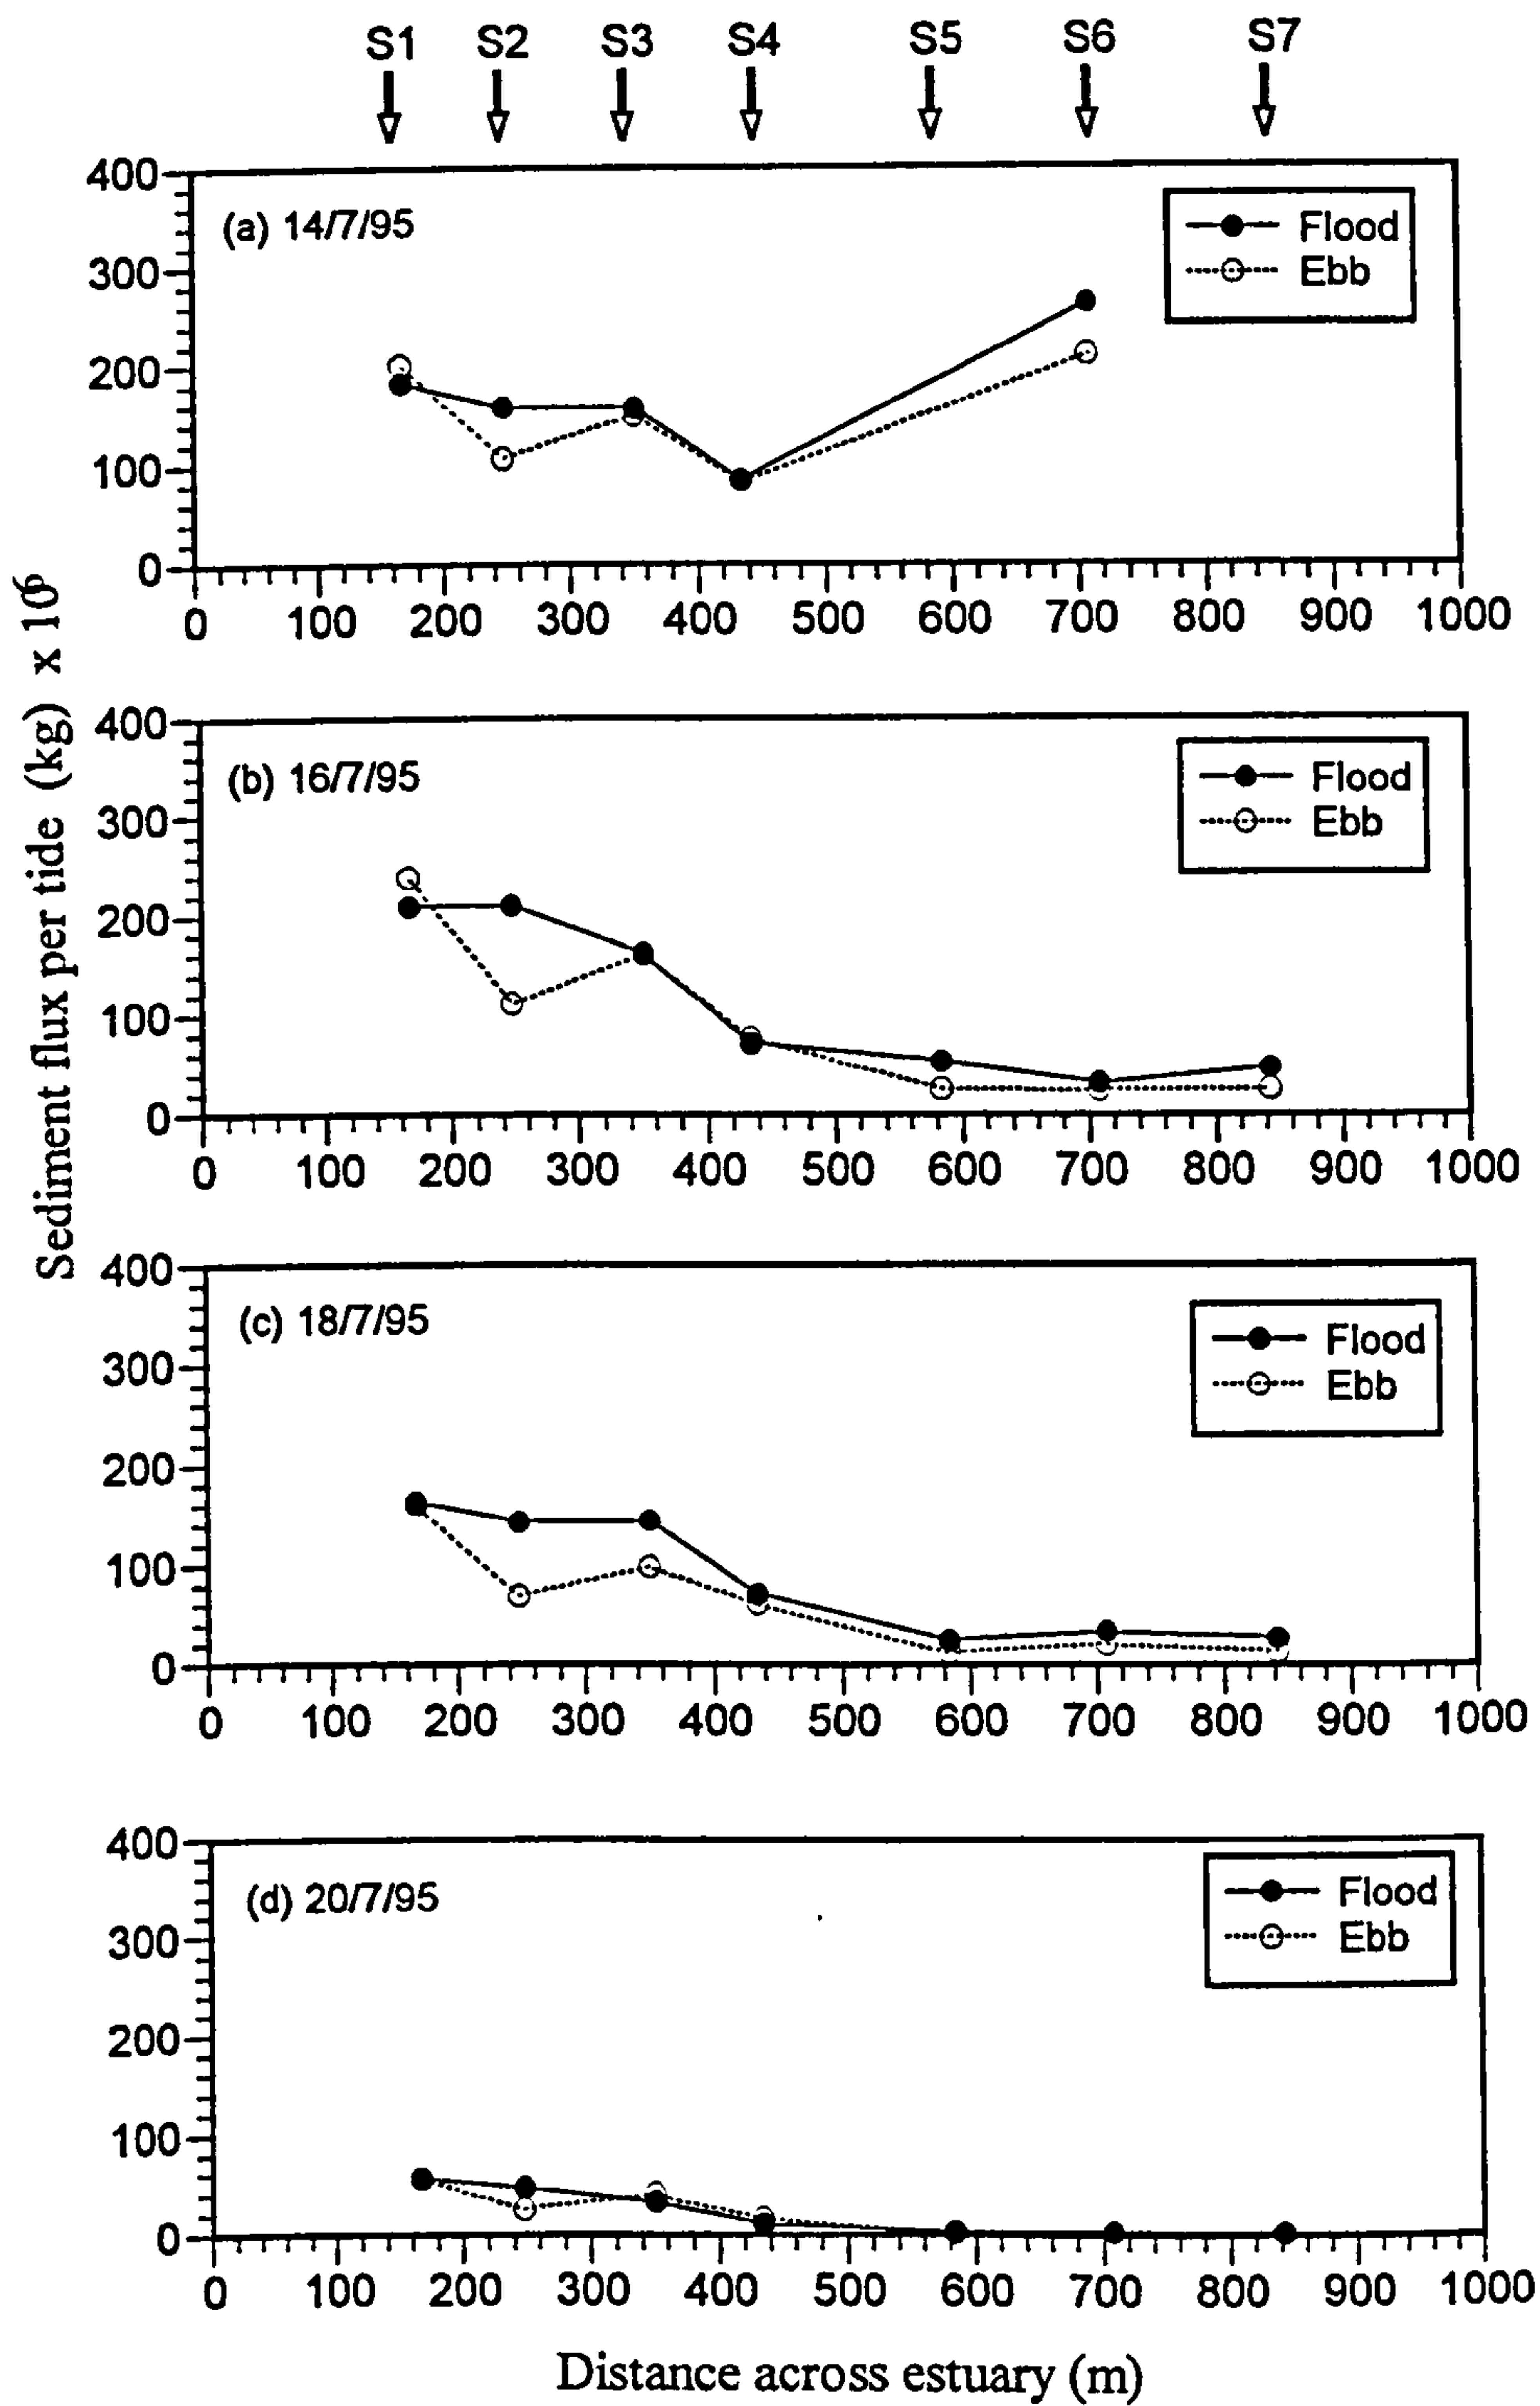 S1 S2 S3 S4 S5 S6 S7
Sediment flux per tide (kg) x 10⁶
400
300
200
100
0
(a) 14/7/95
Flood
Ebb
0 100 200 300 400 500 600 700 800 900 1000
400
300
200
100
0
(b) 16/7/95
Flood
Ebb
0 100 200 300 400 500 600 700 800 900 1000
400
300
200
100
0
(c) 18/7/95
Flood
Ebb
0 100 200 300 400 500 600 700 800 900 1000
400
300
200
100
0
(d) 20/7/95
Flood
Ebb
0 100 200 300 400 500 600 700 800 900 1000
Distance across estuary (m)